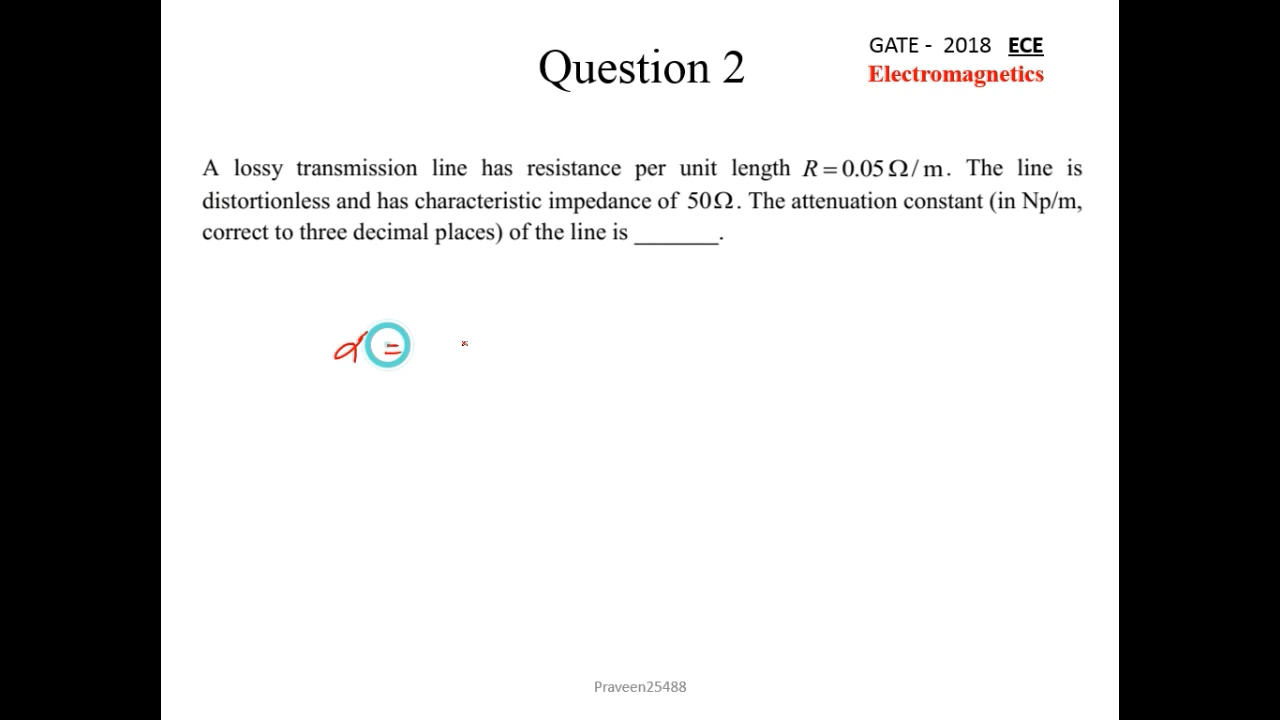 Question 2
GATE - 2018 ECE
Electromagnetics
A lossy transmission line has resistance per unit length R = 0.05 Ω/m. The line is
distortionless and has characteristic impedance of 50Ω. The attenuation constant (in Np/m,
correct to three decimal places) of the line is _______.
α =
Praveen25488